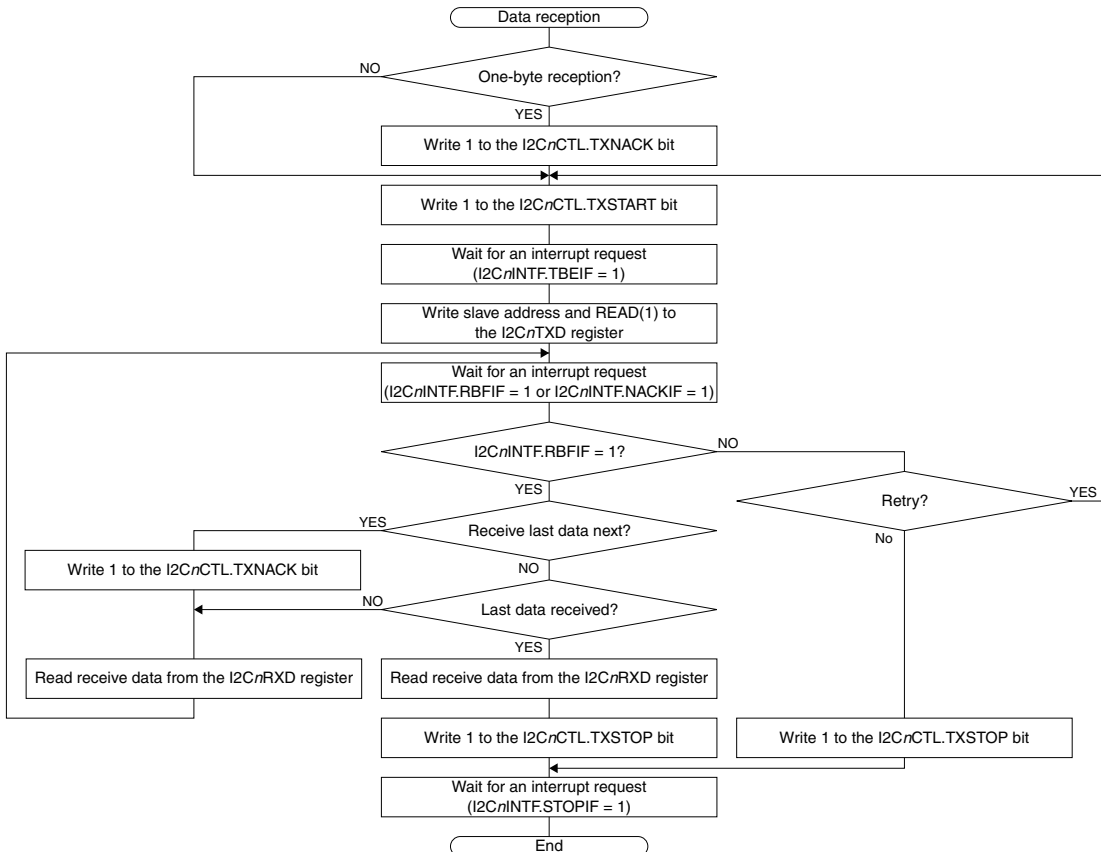 Data reception
NO
One-byte reception?
YES
Write 1 to the I2CnCTL.TXNACK bit
Write 1 to the I2CnCTL.TXSTART bit
Wait for an interrupt request
(I2CnINTF.TBEIF = 1)
Write slave address and READ(1) to
the I2CnTXD register
Wait for an interrupt request
(I2CnINTF.RBFIF = 1 or I2CnINTF.NACKIF = 1)
I2CnINTF.RBFIF = 1?
NO
YES
Retry?
YES
No
YES
Receive last data next?
NO
Write 1 to the I2CnCTL.TXNACK bit
NO
Last data received?
YES
Read receive data from the I2CnRXD register
Read receive data from the I2CnRXD register
Write 1 to the I2CnCTL.TXSTOP bit
Write 1 to the I2CnCTL.TXSTOP bit
Wait for an interrupt request
(I2CnINTF.STOPIF = 1)
End